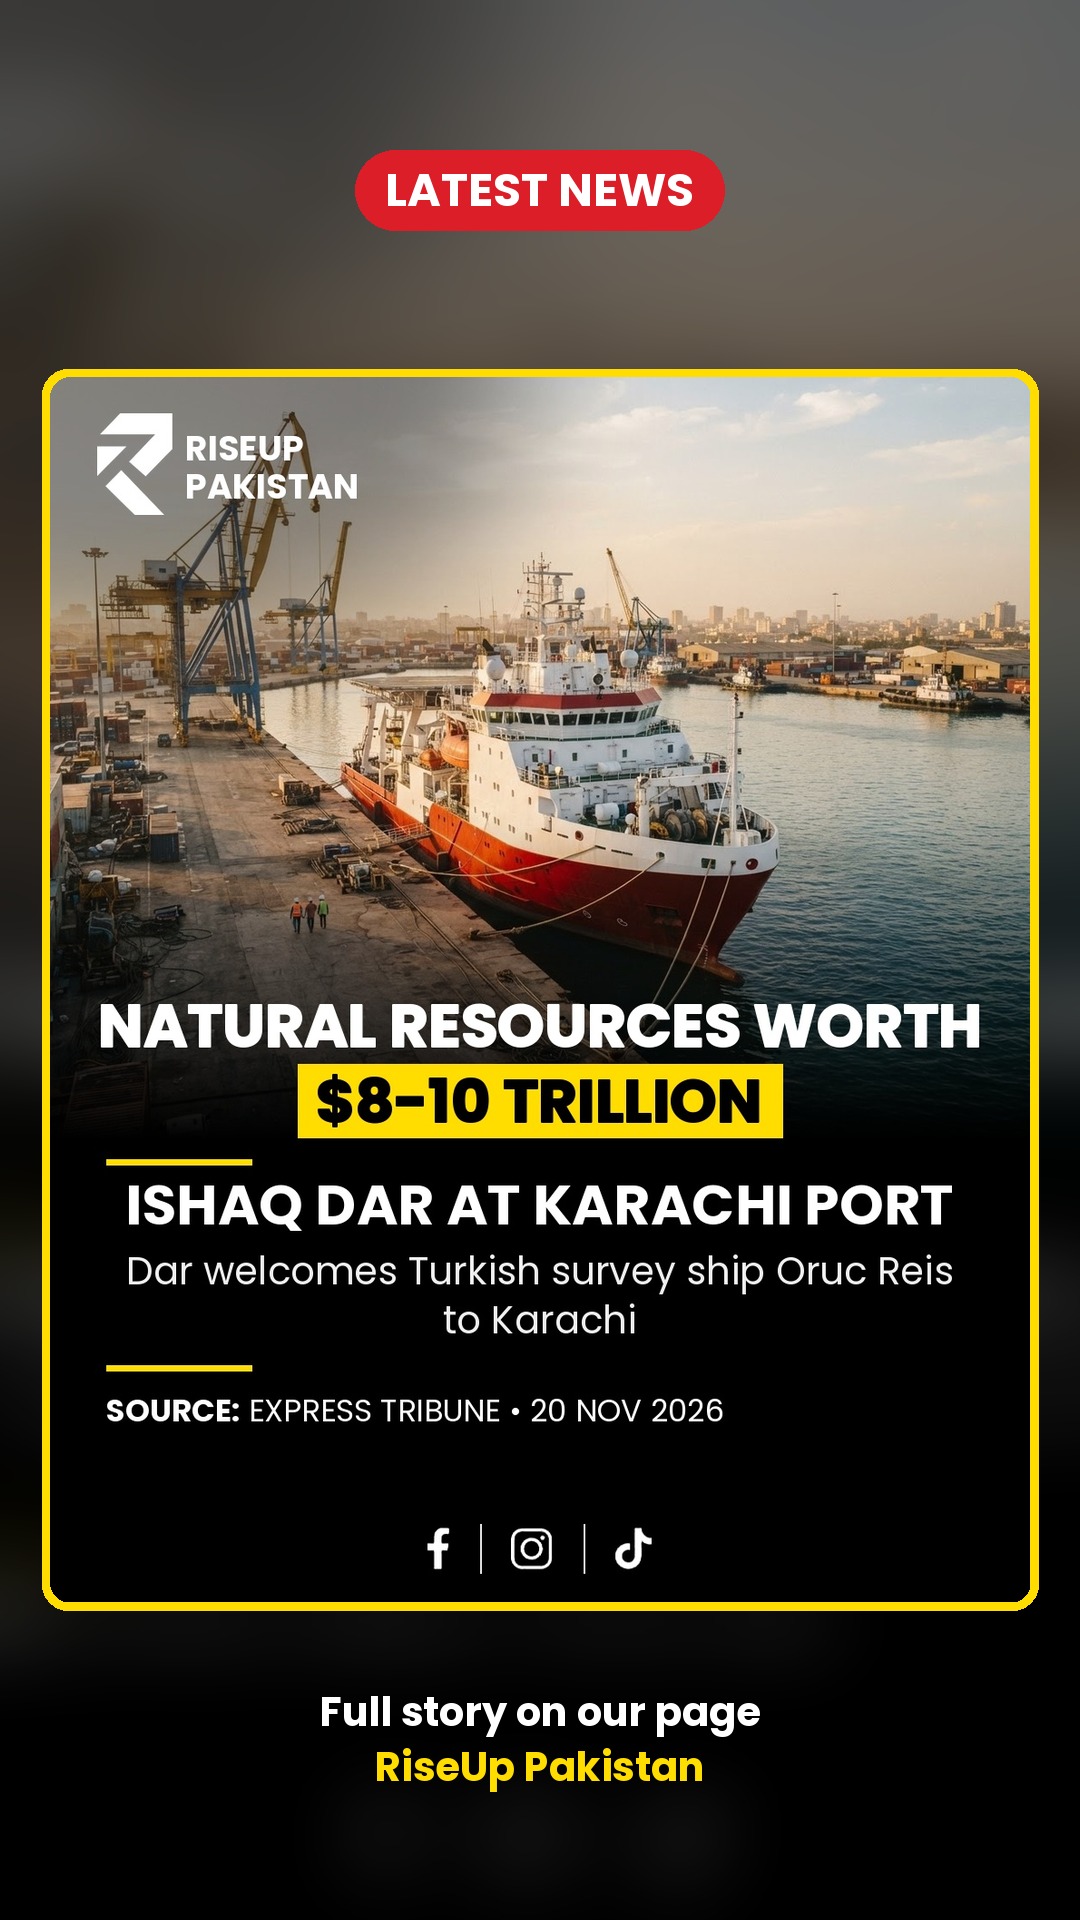 LATEST NEWS
RISEUP
PAKISTAN
NATURAL RESOURCES WORTH
$8-10 TRILLION
ISHAQ DAR AT KARACHI PORT
Dar welcomes Turkish survey ship Oruc Reis
to Karachi
SOURCE: EXPRESS TRIBUNE • 20 NOV 2026
Full story on our page
RiseUp Pakistan